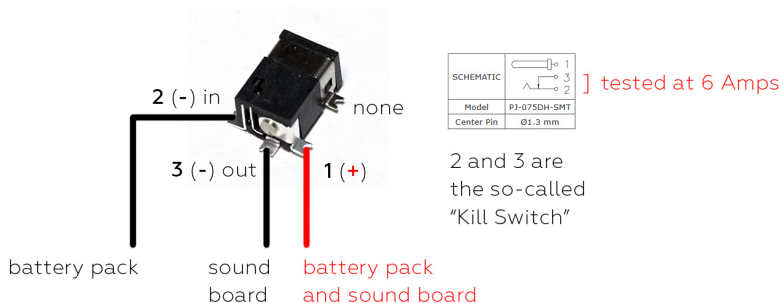 2 (-) in
none
3 (-) out
1 (+)
battery pack
sound
board
battery pack
and sound board
SCHEMATIC
1
3
2
] tested at 6 Amps
Model PJ-075DH-SMT
Center Pin Ø1.3 mm
2 and 3 are
the so-called
“Kill Switch”